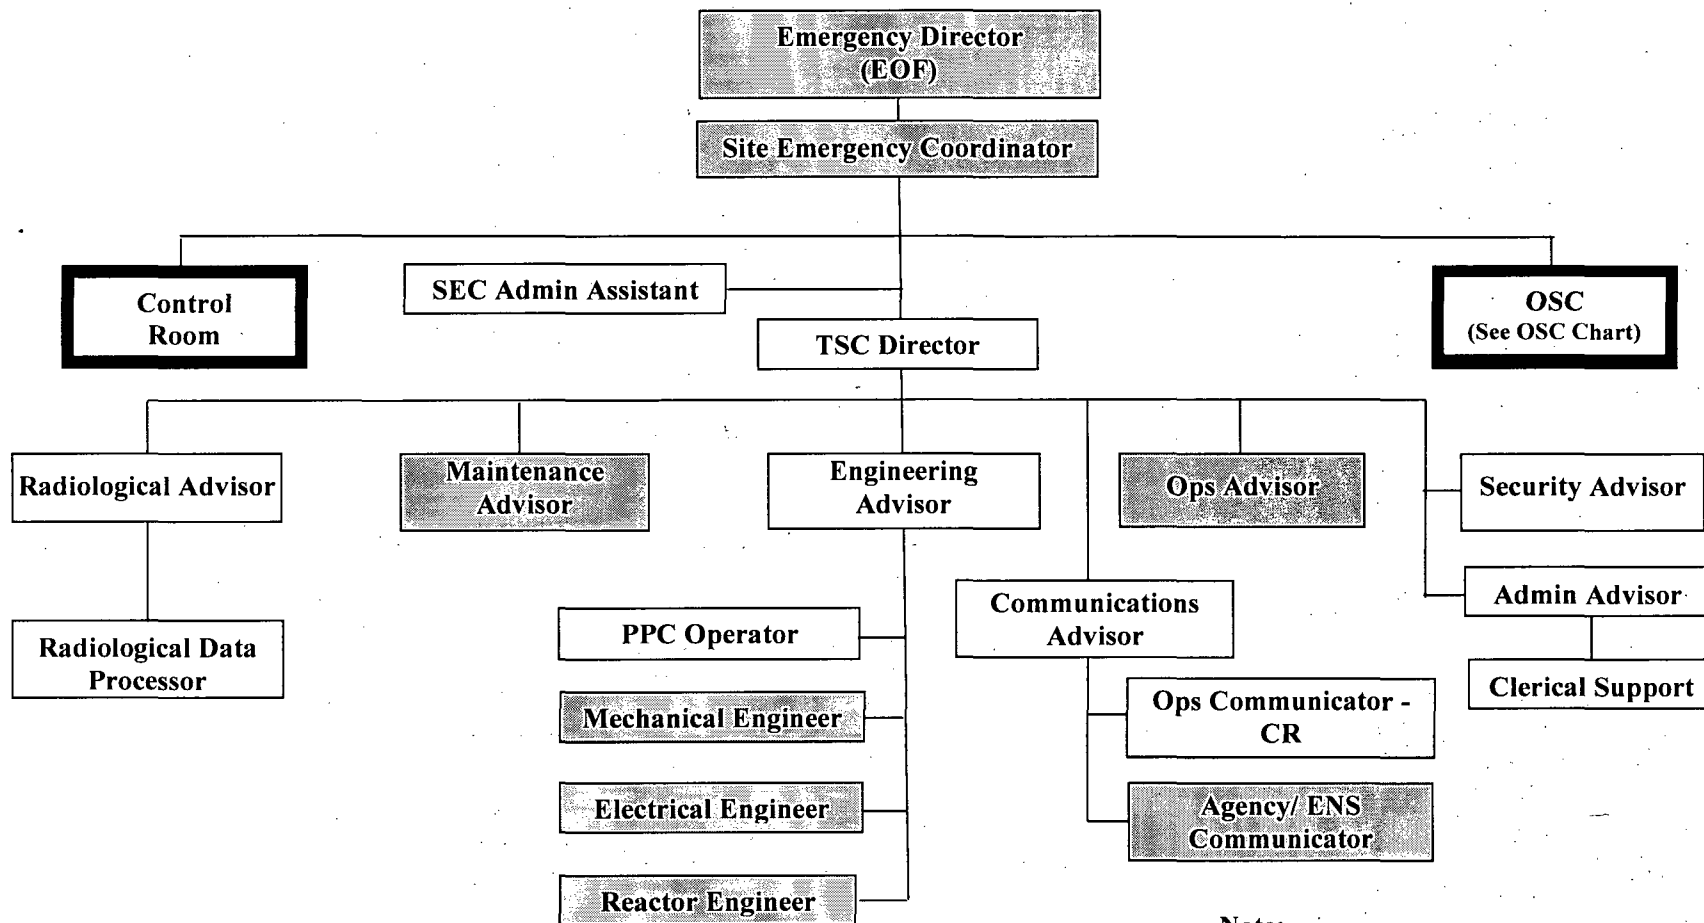 Emergency Director
(EOF)
Site Emergency Coordinator
Control
Room
SEC Admin Assistant
OSC
(See OSC Chart)
TSC Director
Radiological Advisor
Maintenance
Advisor
Engineering
Advisor
Ops Advisor
Security Advisor
Communications
Advisor
Admin Advisor
PPC Operator
Radiological Data
Processor
Clerical Support
Ops Communicator -
CR
Mechanical Engineer
Electrical Engineer
Agency/ ENS
Communicator
Reactor Engineer